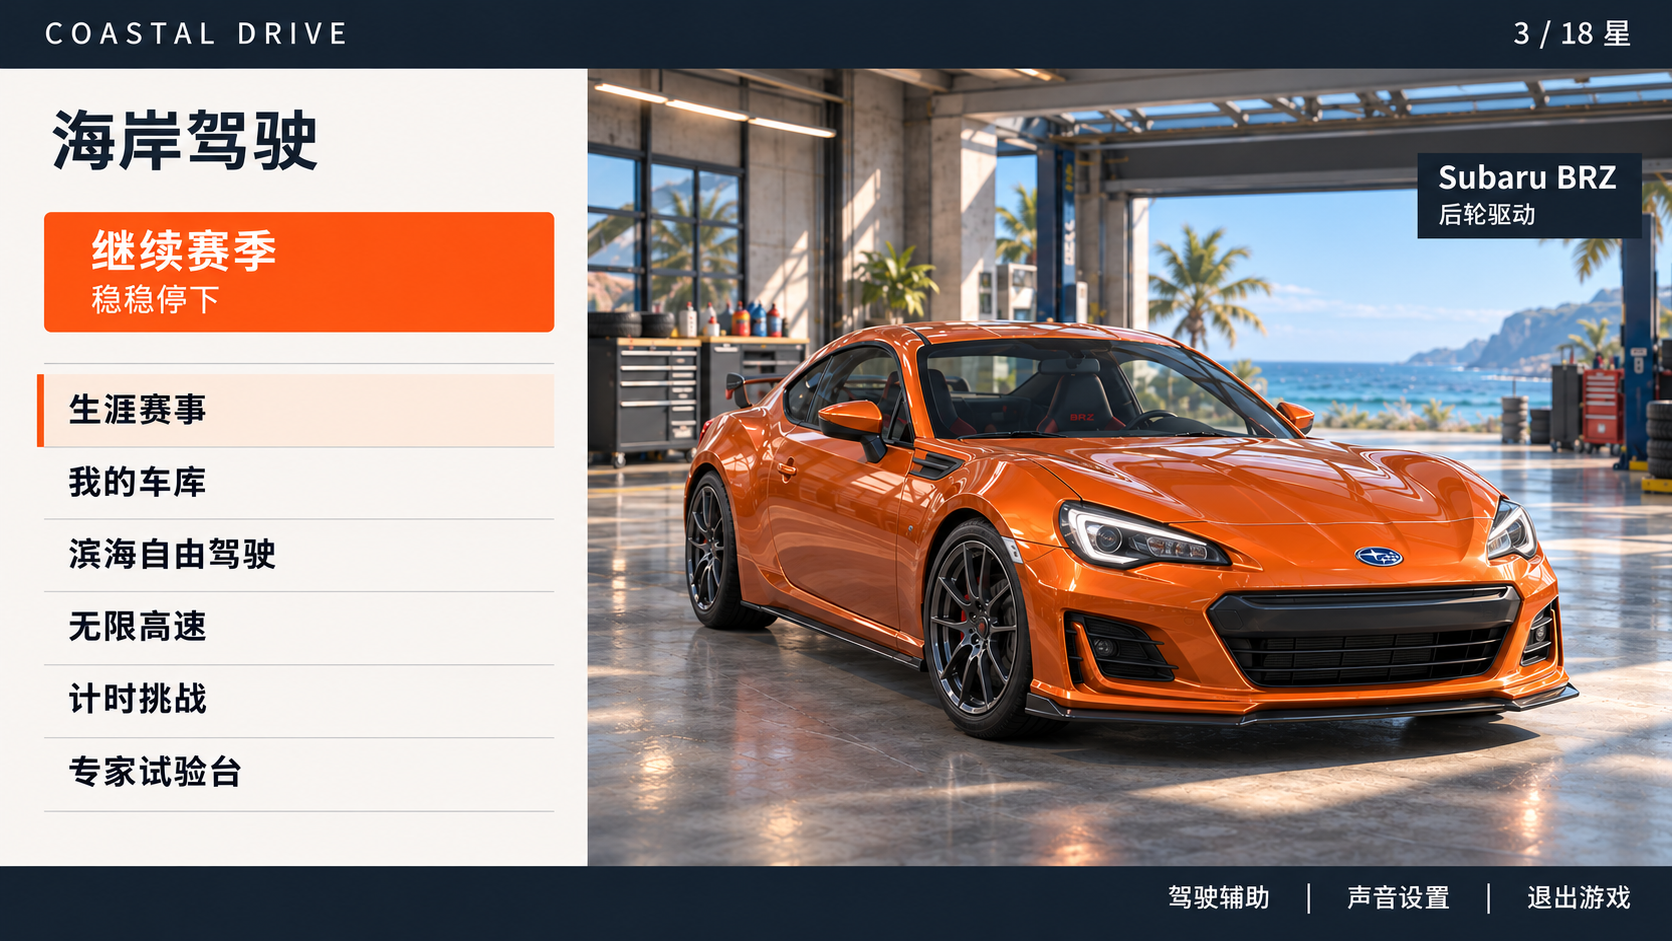 COASTAL DRIVE
3 / 18 星
海岸驾驶
继续赛季
稳稳停下
生涯赛事
我的车库
滨海自由驾驶
无限高速
计时挑战
专家试验台
Subaru BRZ
后轮驱动
BRZ
驾驶辅助 | 声音设置 | 退出游戏